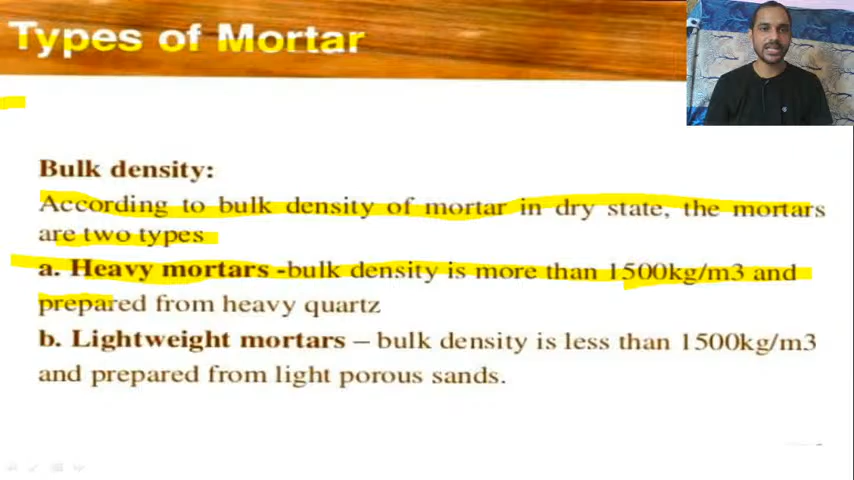 Types of Mortar
Bulk density:
According to bulk density of mortar in dry state, the mortars
are two types
a. Heavy mortars -bulk density is more than 1500kg/m3 and
prepared from heavy quartz
b. Lightweight mortars – bulk density is less than 1500kg/m3
and prepared from light porous sands.